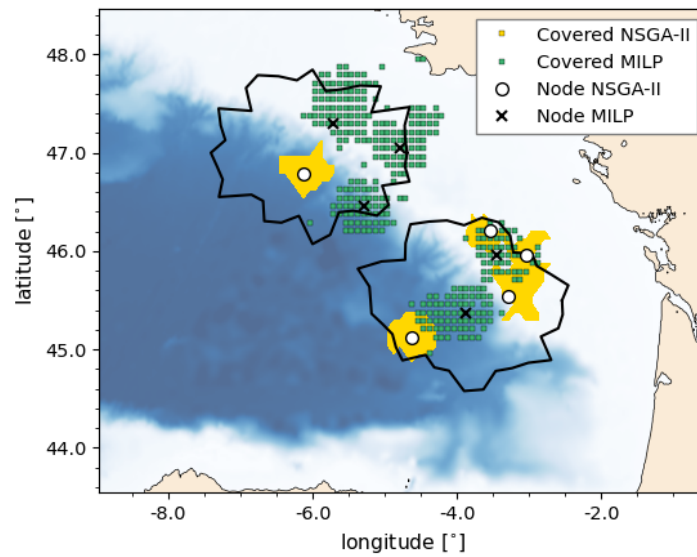 48.0
47.0
46.0
45.0
44.0
latitude [°]
-8.0
-6.0
-4.0
-2.0
longitude [°]
Covered NSGA-II
Covered MILP
Node NSGA-II
Node MILP